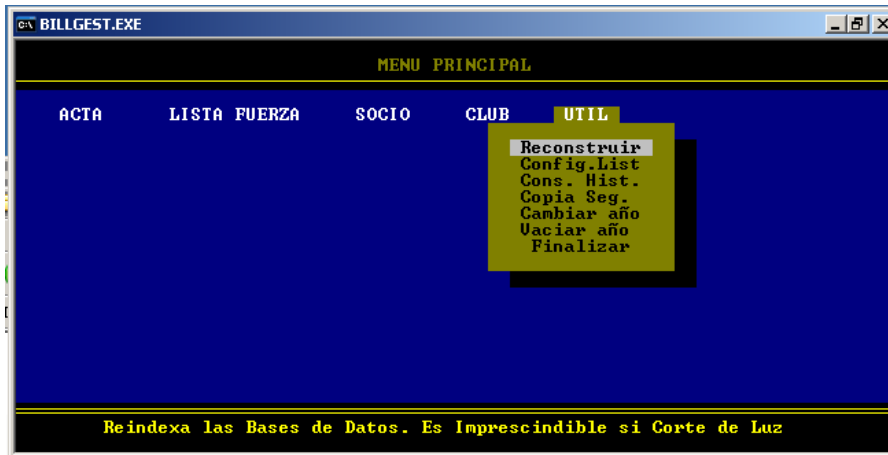 BILLGEST.EXE
MENU PRINCIPAL
ACTA LISTA FUERZA SOCIO CLUB UTIL
Reconstruir
Config.List
Cons. Hist.
Copia Seg.
Cambiar año
Vaciar año
Finalizar
Reindexa las Bases de Datos. Es Imprescindible si Corte de Luz